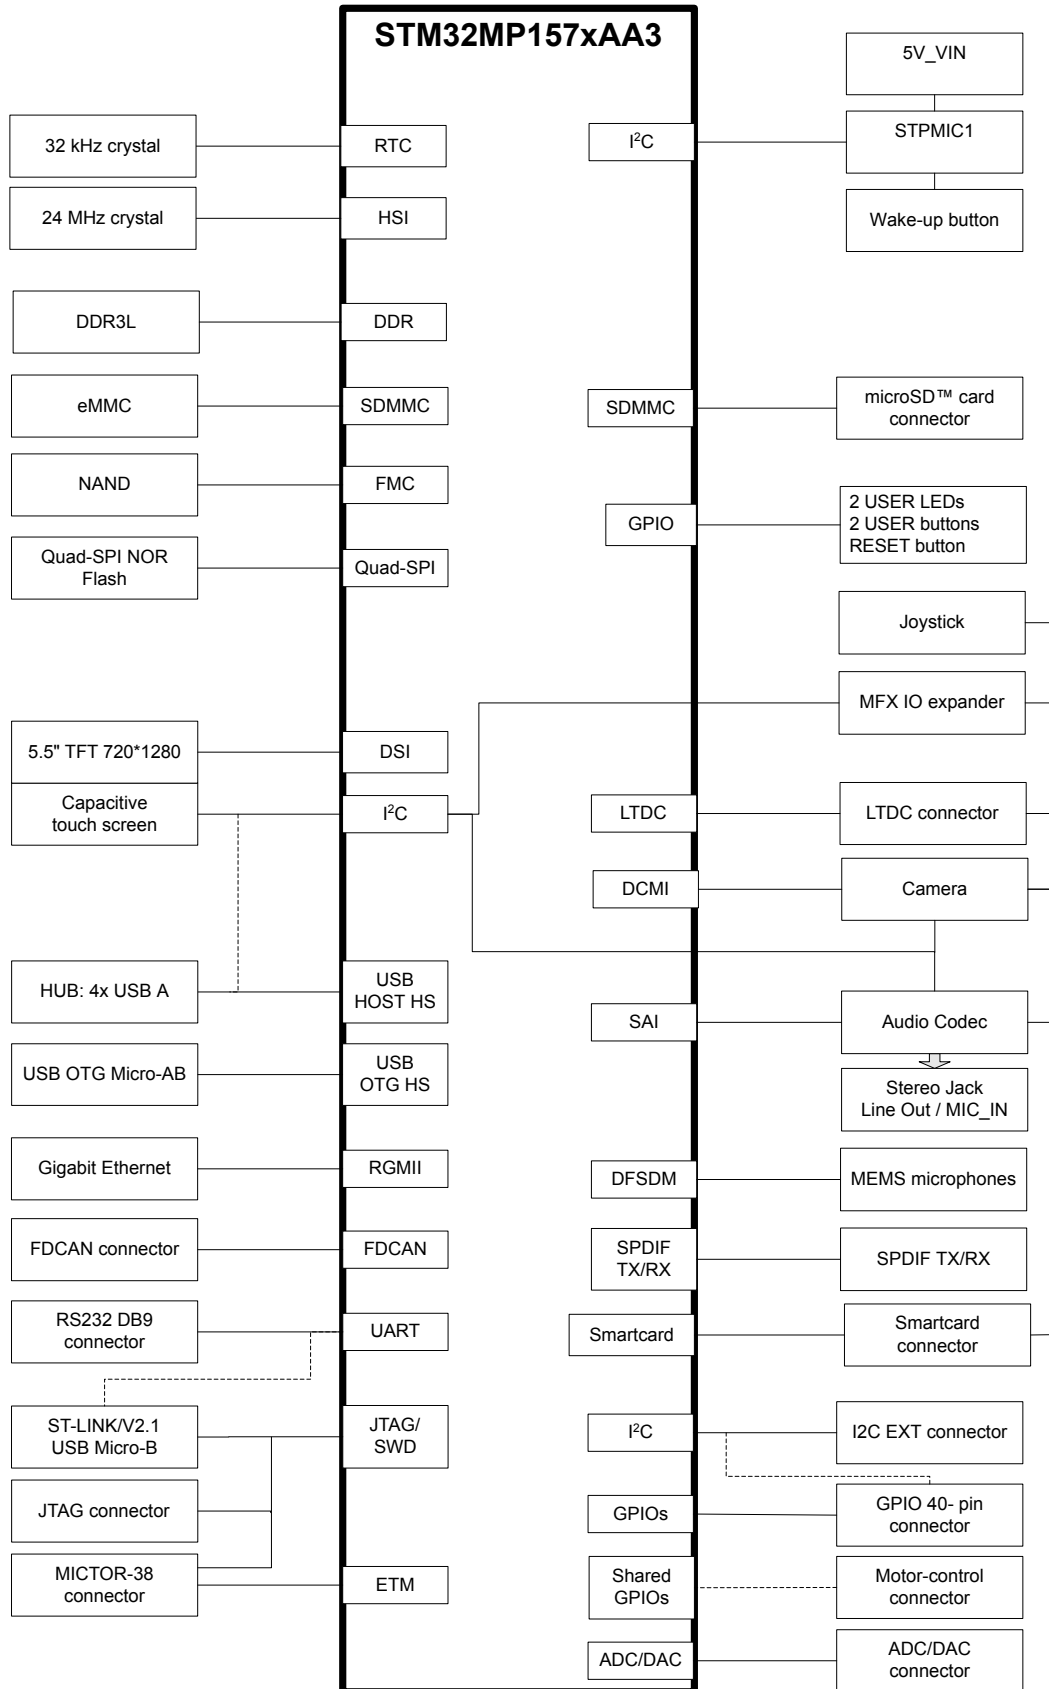 STM32MP157xAA3
5V_VIN
32 kHz crystal
RTC
I²C
STPMIC1
24 MHz crystal
HSI
Wake-up button
DDR3L
DDR
eMMC
SDMMC
SDMMC
microSD™ card
connector
NAND
FMC
GPIO
2 USER LEDs
2 USER buttons
RESET button
Quad-SPI NOR
Flash
Quad-SPI
Joystick
MFX IO expander
5.5" TFT 720*1280
DSI
Capacitive
touch screen
I²C
LTDC
LTDC connector
DCMI
Camera
HUB: 4x USB A
USB
HOST HS
SAI
Audio Codec
USB OTG Micro-AB
USB
OTG HS
Stereo Jack
Line Out / MIC_IN
Gigabit Ethernet
RGMII
DFSDM
MEMS microphones
FDCAN connector
FDCAN
SPDIF
TX/RX
SPDIF TX/RX
RS232 DB9
connector
UART
Smartcard
Smartcard
connector
ST-LINK/V2.1
USB Micro-B
JTAG/
SWD
I²C
I2C EXT connector
JTAG connector
GPIOs
GPIO 40- pin
connector
MICTOR-38
connector
ETM
Shared
GPIOs
Motor-control
connector
ADC/DAC
ADC/DAC
connector